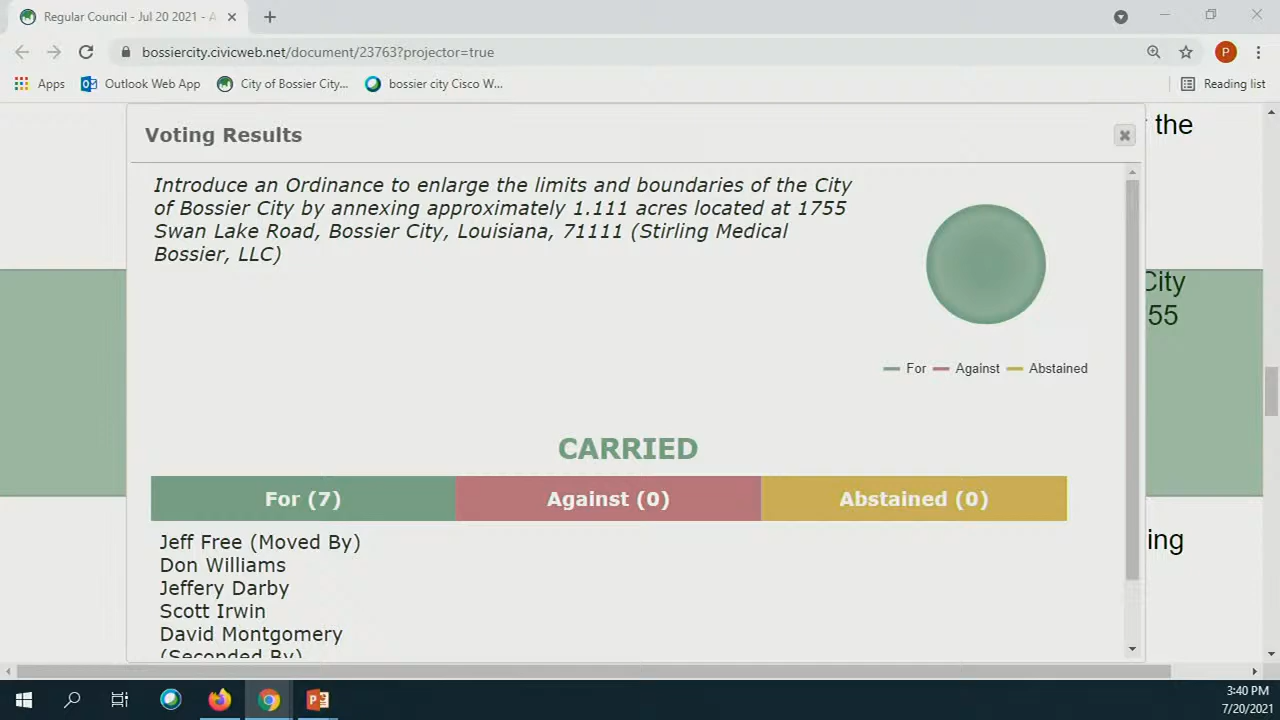 Regular Council - Jul 20 2021 - A
bossiercity.civicweb.net/document/23763?projector=true
P
Apps
Outlook Web App
City of Bossier City...
bossier city Cisco W...
Reading list
Voting Results
the
Introduce an Ordinance to enlarge the limits and boundaries of the City
of Bossier City by annexing approximately 1.111 acres located at 1755
Swan Lake Road, Bossier City, Louisiana, 71111 (Stirling Medical
Bossier, LLC)
City
55
For Against Abstained
CARRIED
For (7) Against (0) Abstained (0)
ing
Jeff Free (Moved By)
Don Williams
Jeffery Darby
Scott Irwin
David Montgomery
(Seconded By)
3:40 PM
7/20/2021